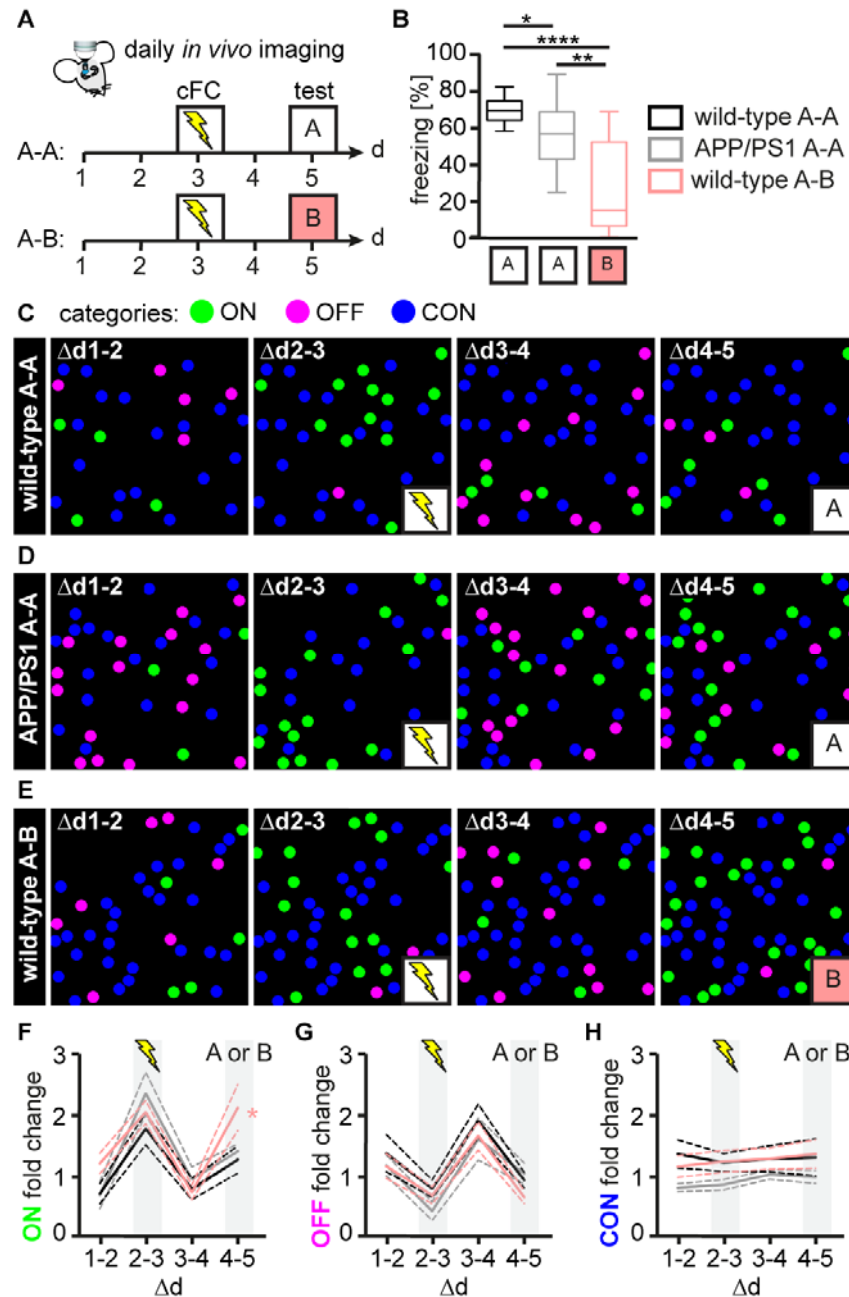 A
daily in vivo imaging
cFC
test
A-A:
A
1 2 3 4 5 d
A-B:
B
1 2 3 4 5 d
B
*
****
**
freezing [%]
100
80
60
40
20
0
A A B
wild-type A-A
APP/PS1 A-A
wild-type A-B
C categories: ON OFF CON
wild-type A-A
Δd1-2 Δd2-3 Δd3-4 Δd4-5
A
D
APP/PS1 A-A
Δd1-2 Δd2-3 Δd3-4 Δd4-5
A
E
wild-type A-B
Δd1-2 Δd2-3 Δd3-4 Δd4-5
B
F
A or B
ON fold change
3
2
1
0
*
1-2 2-3 3-4 4-5
Δd
G
A or B
OFF fold change
3
2
1
0
1-2 2-3 3-4 4-5
Δd
H
A or B
CON fold change
3
2
1
0
1-2 2-3 3-4 4-5
Δd